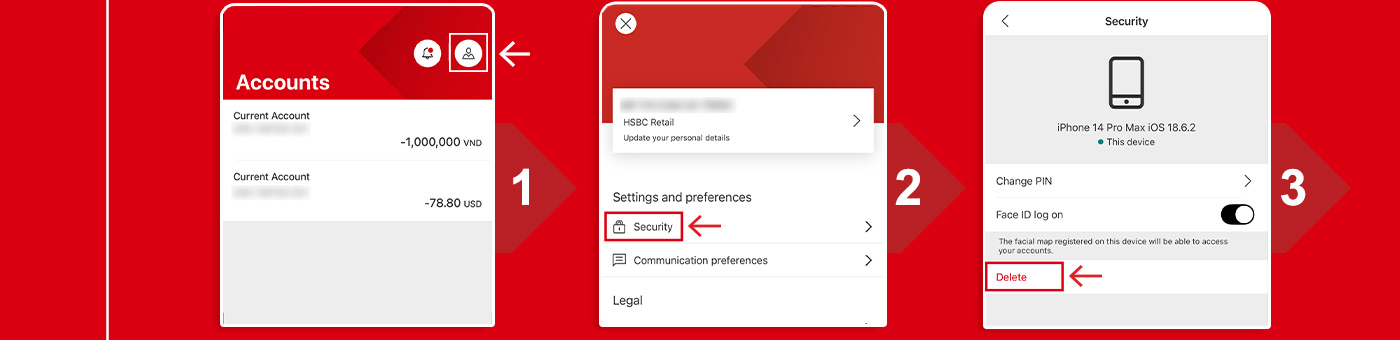 Accounts
Current Account
-1,000,000 VND
Current Account
-78.80 USD
1
HSBC Retail
Update your personal details
Settings and preferences
Security
Communication preferences
Legal
2
Security
iPhone 14 Pro Max iOS 18.6.2
This device
Change PIN
Face ID log on
The facial map registered on this device will be able to access
your accounts.
Delete
3